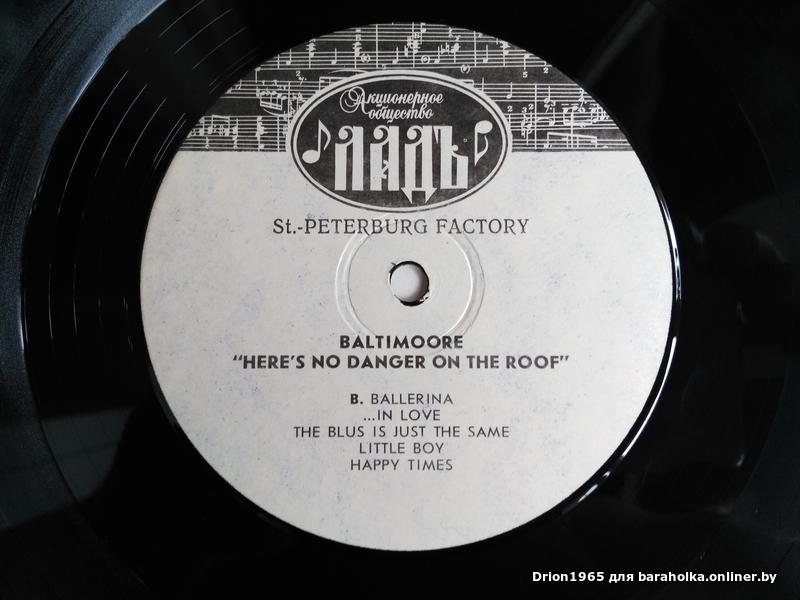 Акционерное
общество
ЛАДЪ
St.-PETERBURG FACTORY
BALTIMOORE
“HERE’S NO DANGER ON THE ROOF”
B. BALLERINA
...IN LOVE
THE BLUS IS JUST THE SAME
LITTLE BOY
HAPPY TIMES
Drion1965 для baraholka.onliner.by